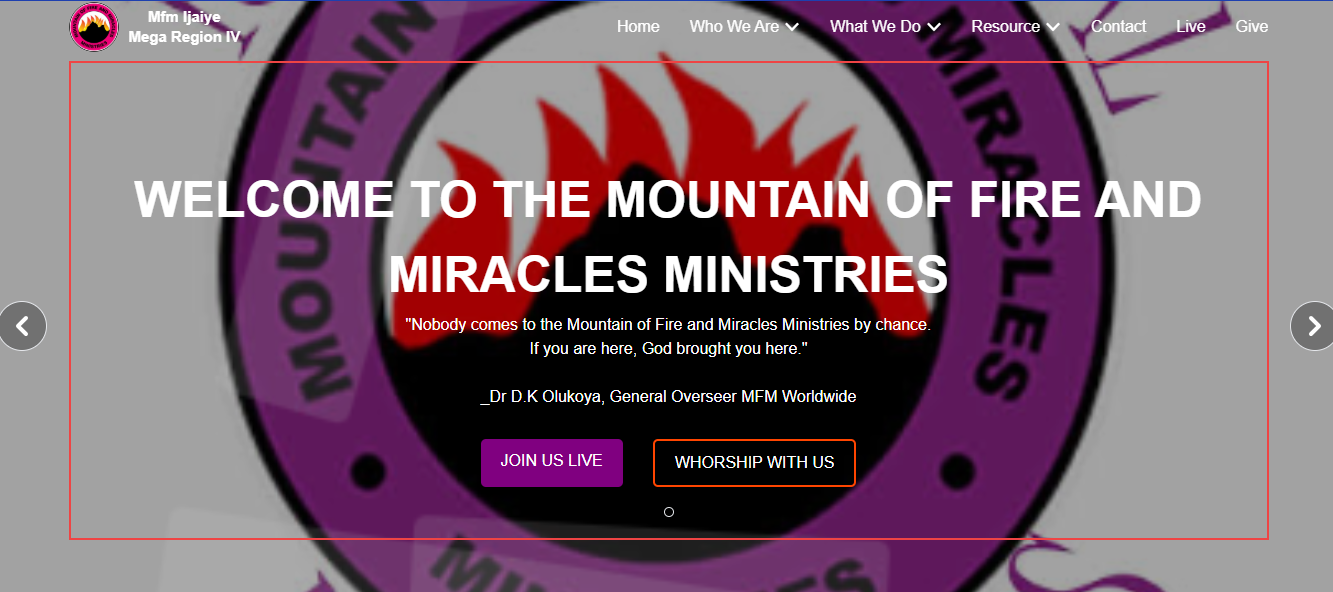 Mfm Ijaiye
Mega Region IV
Home Who We Are What We Do Resource Contact Live Give
MOUNTAIN
MIRACLES
WELCOME TO THE MOUNTAIN OF FIRE AND
MIRACLES MINISTRIES
"Nobody comes to the Mountain of Fire and Miracles Ministries by chance.
If you are here, God brought you here."
_Dr D.K Olukoya, General Overseer MFM Worldwide
JOIN US LIVE
WHORSHIP WITH US